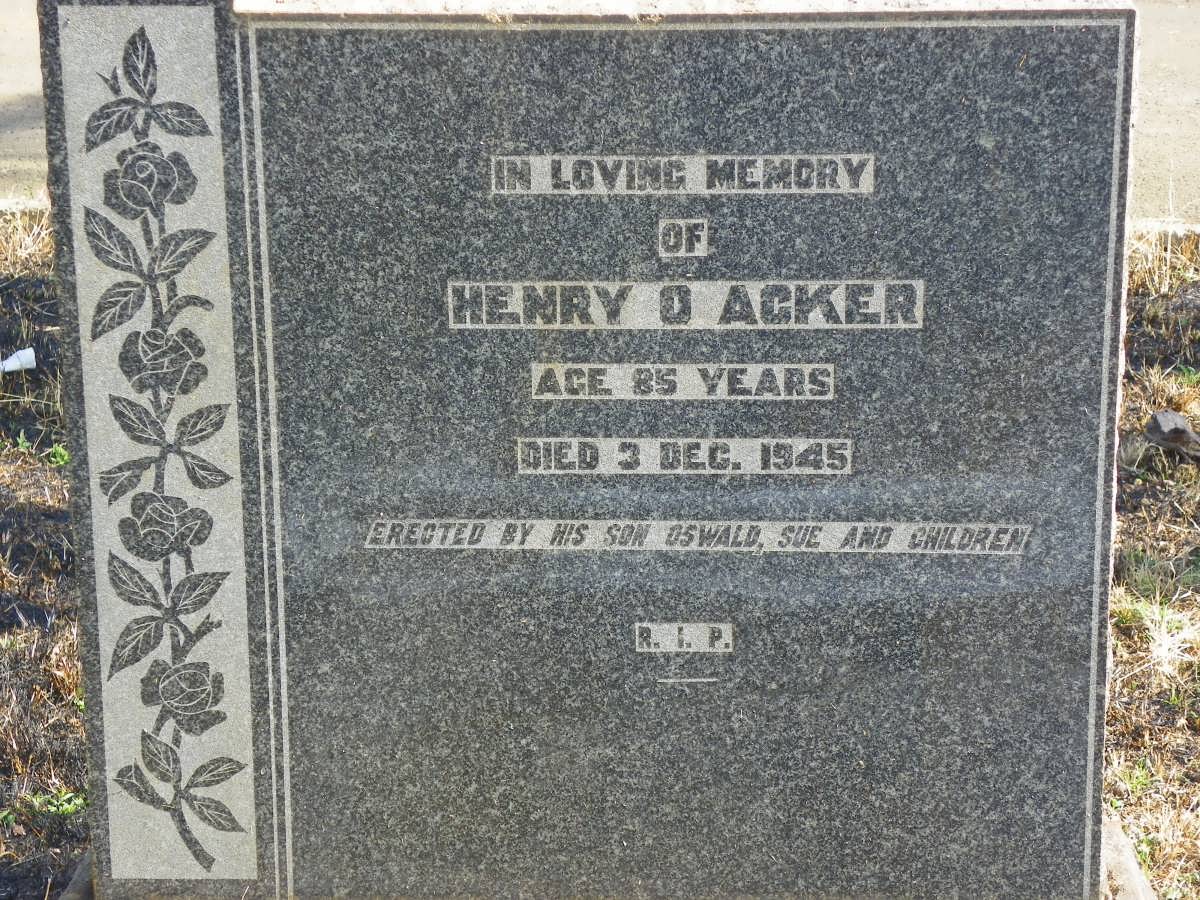 IN LOVING MEMORY
OF
HENRY O ACKER
AGE 85 YEARS
DIED 3 DEC. 1945
ERECTED BY HIS SON OSWALD, SUE AND CHILDREN
R. I. P.